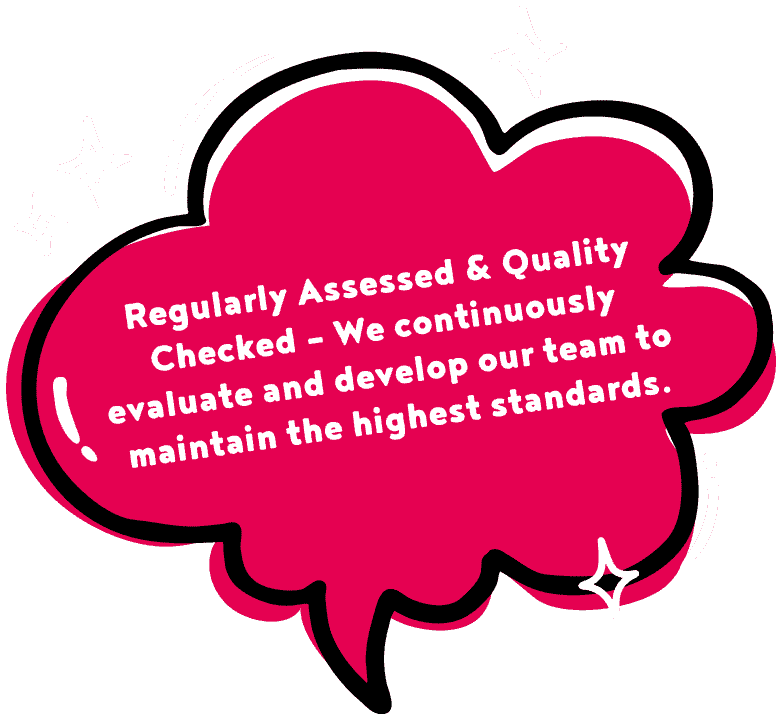 Regularly Assessed & Quality
Checked – We continuously
evaluate and develop our team to
maintain the highest standards.